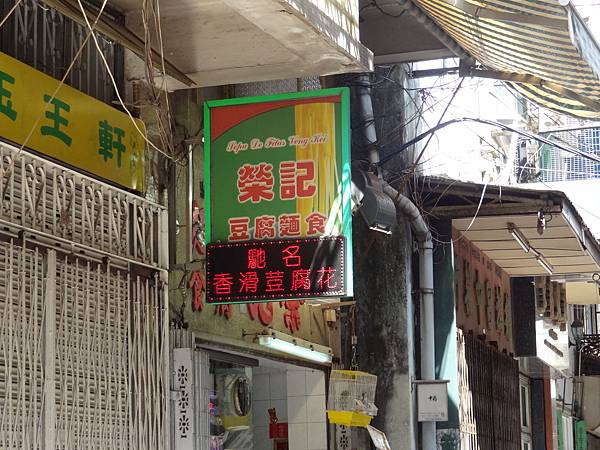 玉王軒
Sopa De Fitas Veng Kei
榮記
豆腐麵食
馳名
香滑荳腐花